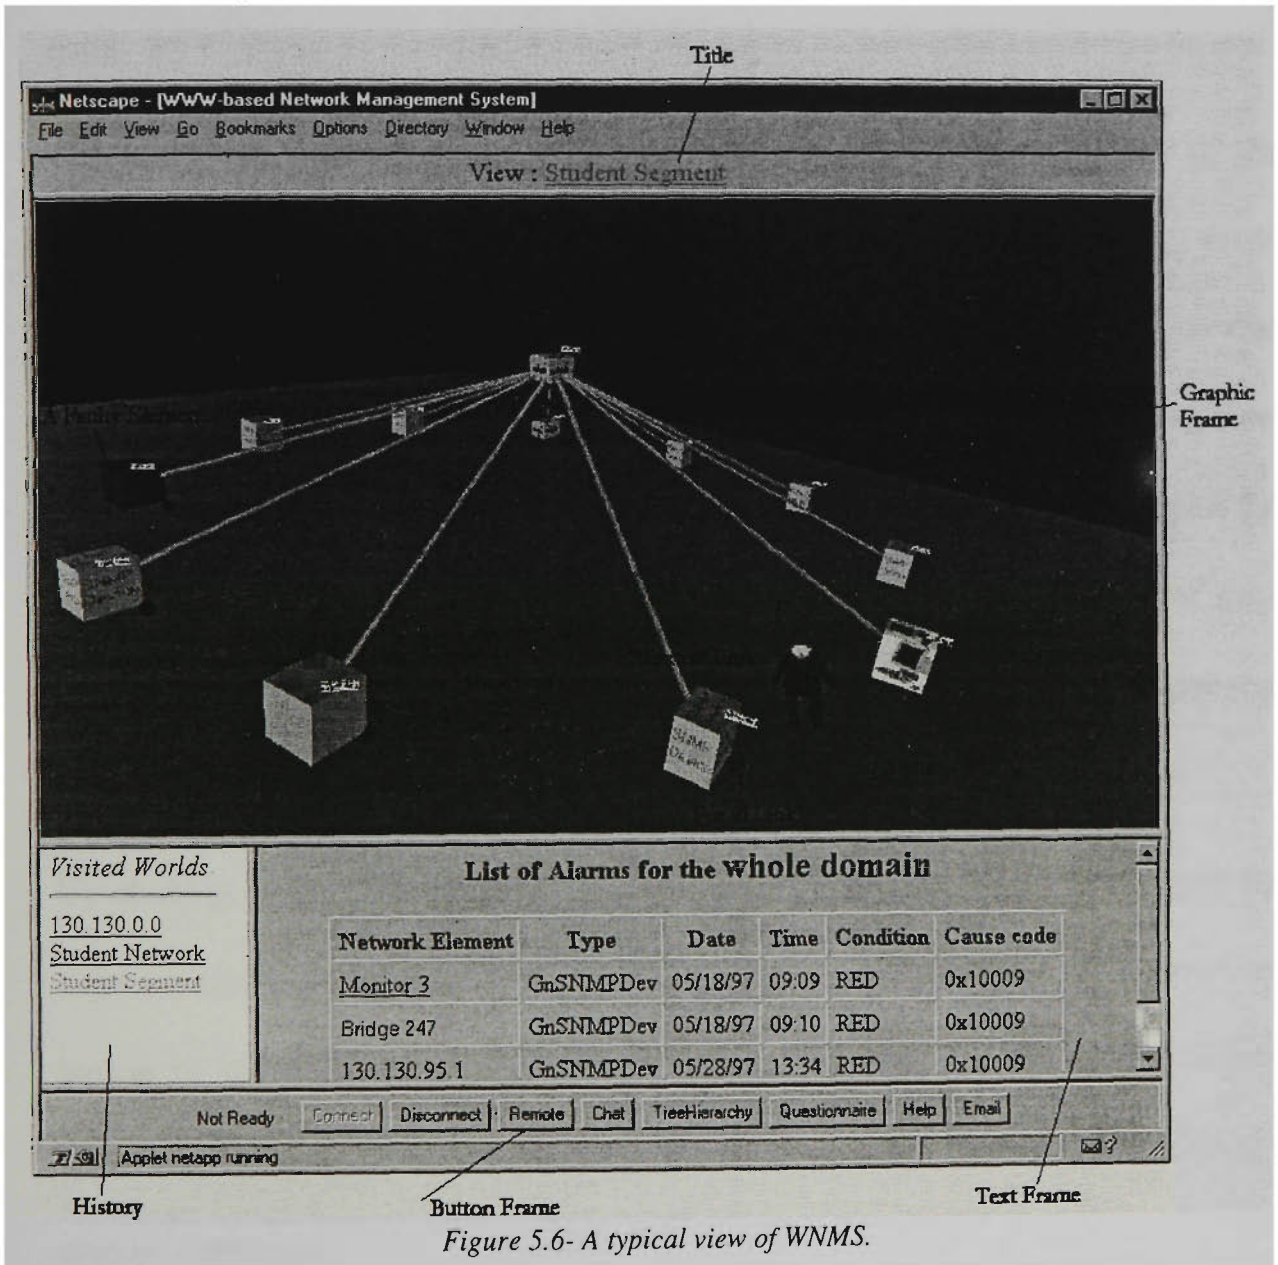 Title
Netscape - [WWW-based Network Management System]
File Edit View Go Bookmarks Options Directory Window Help
View : Student Segment
Graphic
Frame
A Faulty Element
SNMP
Device
Visited Worlds
130.130.0.0
Student Network
Student Segment
List of Alarms for the whole domain
Network Element Type Date Time Condition Cause code
Monitor 3 GnSNMPDev 05/18/97 09:09 RED 0x10009
Bridge 247 GnSNMPDev 05/18/97 09:10 RED 0x10009
130.130.95.1 GnSNMPDev 05/28/97 13:34 RED 0x10009
Not Ready Connect Disconnect Remote Chat TreeHierarchy Questionnaire Help Email
Applet netapp running
History
Button Frame
Text Frame
Figure 5.6- A typical view of WNMS.